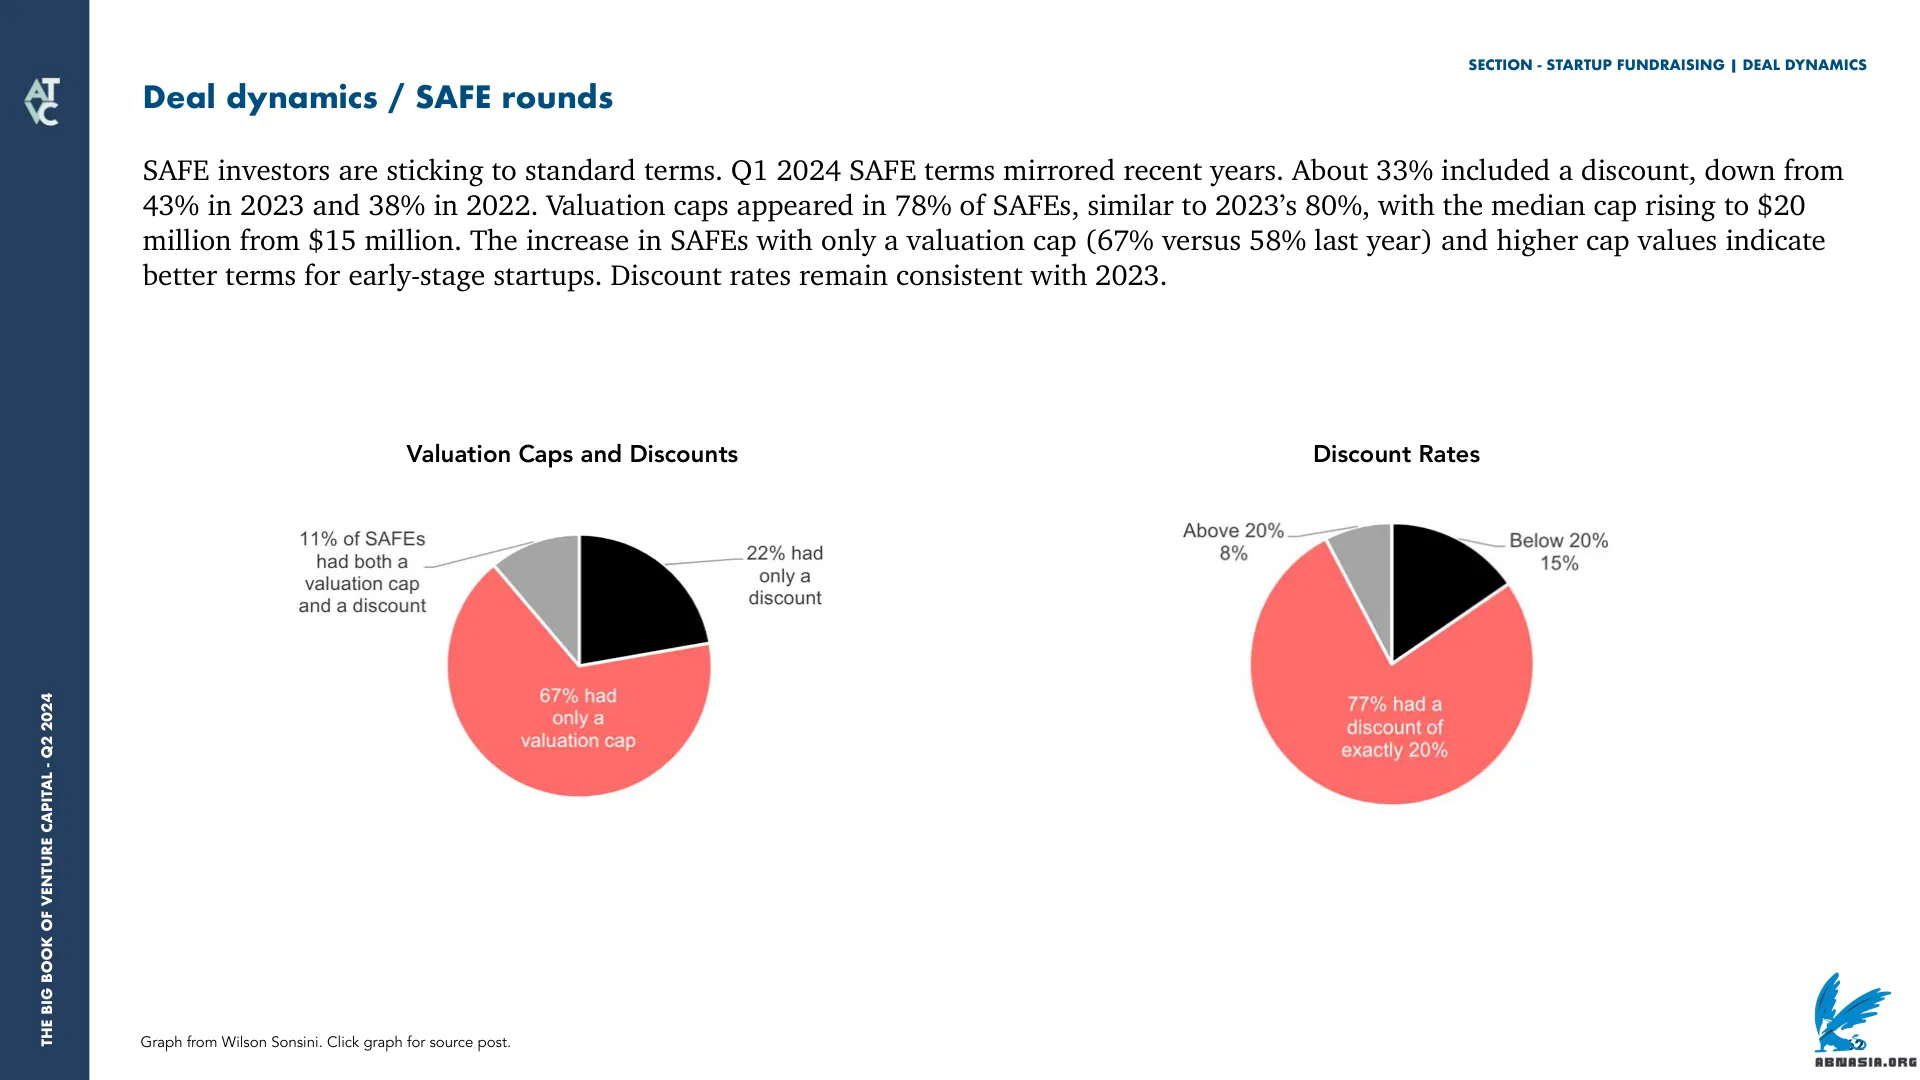 SECTION - STARTUP FUNDRAISING | DEAL DYNAMICS
AT
VC
Deal dynamics / SAFE rounds
SAFE investors are sticking to standard terms. Q1 2024 SAFE terms mirrored recent years. About 33% included a discount, down from
43% in 2023 and 38% in 2022. Valuation caps appeared in 78% of SAFEs, similar to 2023’s 80%, with the median cap rising to $20
million from $15 million. The increase in SAFEs with only a valuation cap (67% versus 58% last year) and higher cap values indicate
better terms for early-stage startups. Discount rates remain consistent with 2023.
Valuation Caps and Discounts
11% of SAFEs
had both a
valuation cap
and a discount
22% had
only a
discount
67% had
only a
valuation cap
Discount Rates
Above 20%
8%
Below 20%
15%
77% had a
discount of
exactly 20%
THE BIG BOOK OF VENTURE CAPITAL - Q2 2024
Graph from Wilson Sonsini. Click graph for source post.
ABNASIA.ORG